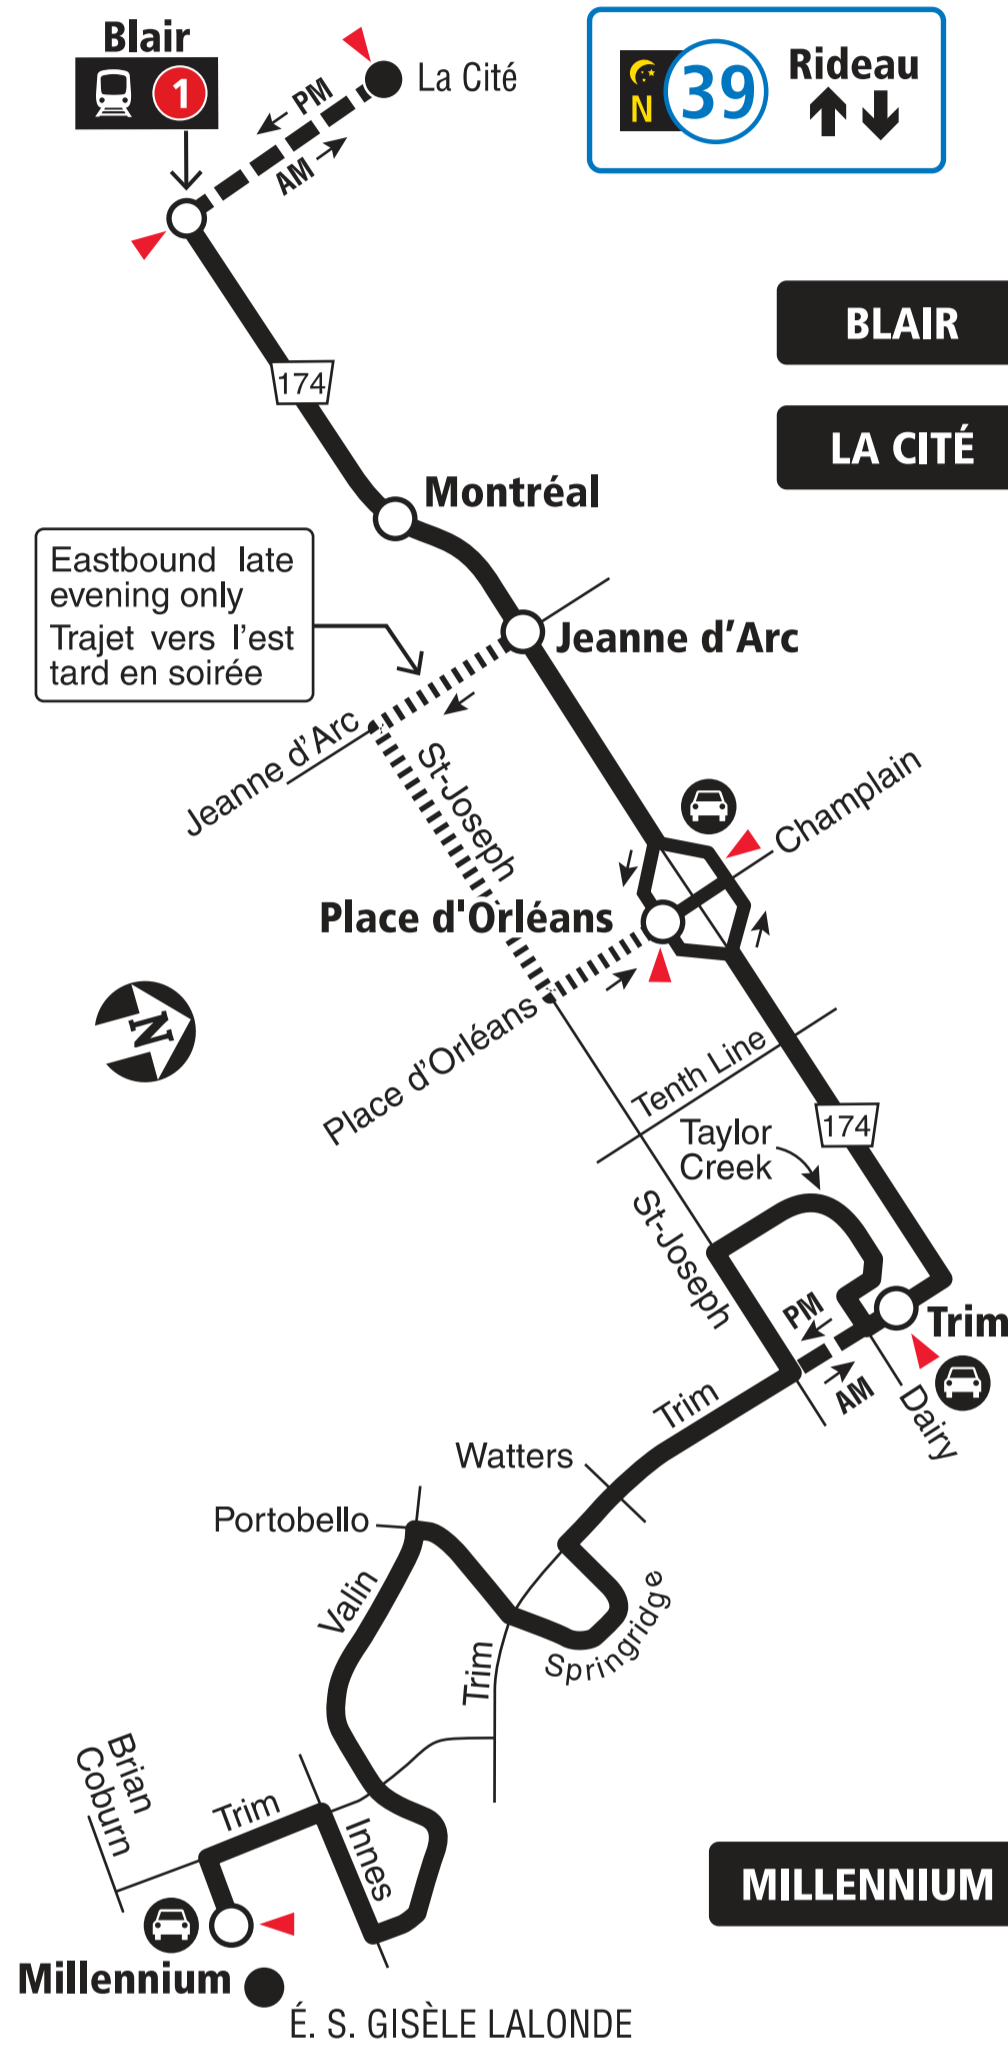 Blair
1
La Cité
PM
AM
N
39
Rideau
BLAIR
LA CITÉ
174
Montréal
Eastbound late
evening only
Trajet vers l'est
tard en soirée
Jeanne d'Arc
Jeanne d'Arc
St-Joseph
Champlain
Place d'Orléans
N
Place d'Orléans
Tenth Line
174
Taylor
Creek
St-Joseph
PM
AM
Trim
Dairy
Trim
Watters
Portobello
Valin
Springridge
Trim
Brian
Coburn
Trim
Innes
MILLENNIUM
Millennium
É. S. GISÈLE LALONDE